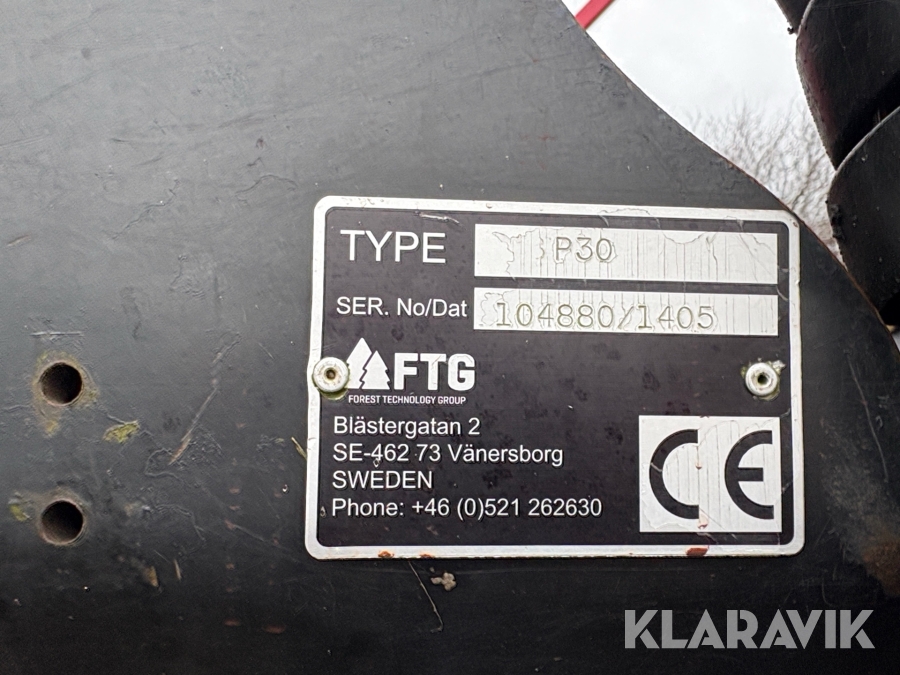 TYPE P30
SER. No/Dat 104880/1405
FTG
FOREST TECHNOLOGY GROUP
Blästergatan 2
SE-462 73 Vänersborg
SWEDEN
Phone: +46 (0)521 262630
CE
KLARAVIK